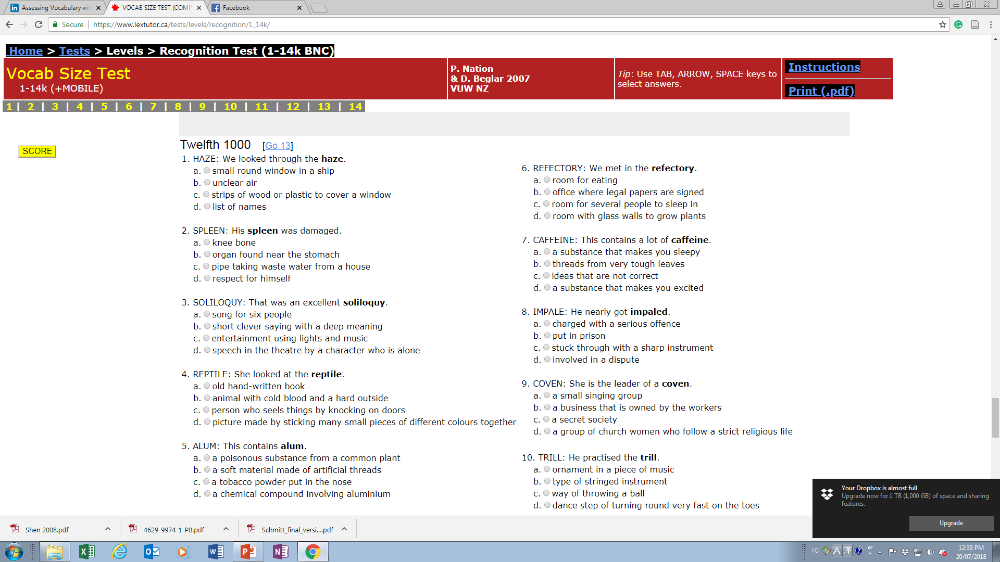 Assessing Vocabulary wit
VOCAB SIZE TEST (COMP
Facebook
Secure
https://www.lextutor.ca/tests/levels/recognition/1_14k/
Home > Tests > Levels > Recognition Test (1-14k BNC)
Vocab Size Test
1-14k (+MOBILE)
P. Nation
& D. Beglar 2007
VUW NZ
Tip: Use TAB, ARROW, SPACE keys to
select answers.
Instructions
Print (.pdf)
1 | 2 | 3 | 4 | 5 | 6 | 7 | 8 | 9 | 10 | 11 | 12 | 13 | 14
SCORE
Twelfth 1000 [Go 13]
1. HAZE: We looked through the haze.
a. small round window in a ship
b. unclear air
c. strips of wood or plastic to cover a window
d. list of names
2. SPLEEN: His spleen was damaged.
a. knee bone
b. organ found near the stomach
c. pipe taking waste water from a house
d. respect for himself
3. SOLILOQUY: That was an excellent soliloquy.
a. song for six people
b. short clever saying with a deep meaning
c. entertainment using lights and music
d. speech in the theatre by a character who is alone
4. REPTILE: She looked at the reptile.
a. old hand-written book
b. animal with cold blood and a hard outside
c. person who seels things by knocking on doors
d. picture made by sticking many small pieces of different colours together
5. ALUM: This contains alum.
a. a poisonous substance from a common plant
b. a soft material made of artificial threads
c. a tobacco powder put in the nose
d. a chemical compound involving aluminium
6. REFECTORY: We met in the refectory.
a. room for eating
b. office where legal papers are signed
c. room for several people to sleep in
d. room with glass walls to grow plants
7. CAFFEINE: This contains a lot of caffeine.
a. a substance that makes you sleepy
b. threads from very tough leaves
c. ideas that are not correct
d. a substance that makes you excited
8. IMPALE: He nearly got impaled.
a. charged with a serious offence
b. put in prison
c. stuck through with a sharp instrument
d. involved in a dispute
9. COVEN: She is the leader of a coven.
a. a small singing group
b. a business that is owned by the workers
c. a secret society
d. a group of church women who follow a strict religious life
10. TRILL: He practised the trill.
a. ornament in a piece of music
b. type of stringed instrument
c. way of throwing a ball
d. dance step of turning round very fast on the toes
Your Dropbox is almost full
Upgrade now for 1 TB (1,000 GB) of space and sharing
features.
Upgrade
Shen 2008.pdf
4629-9974-1-PB.pdf
Schmitt_final_versi....pdf
KO
A 漢
12:39 PM
20/07/2018